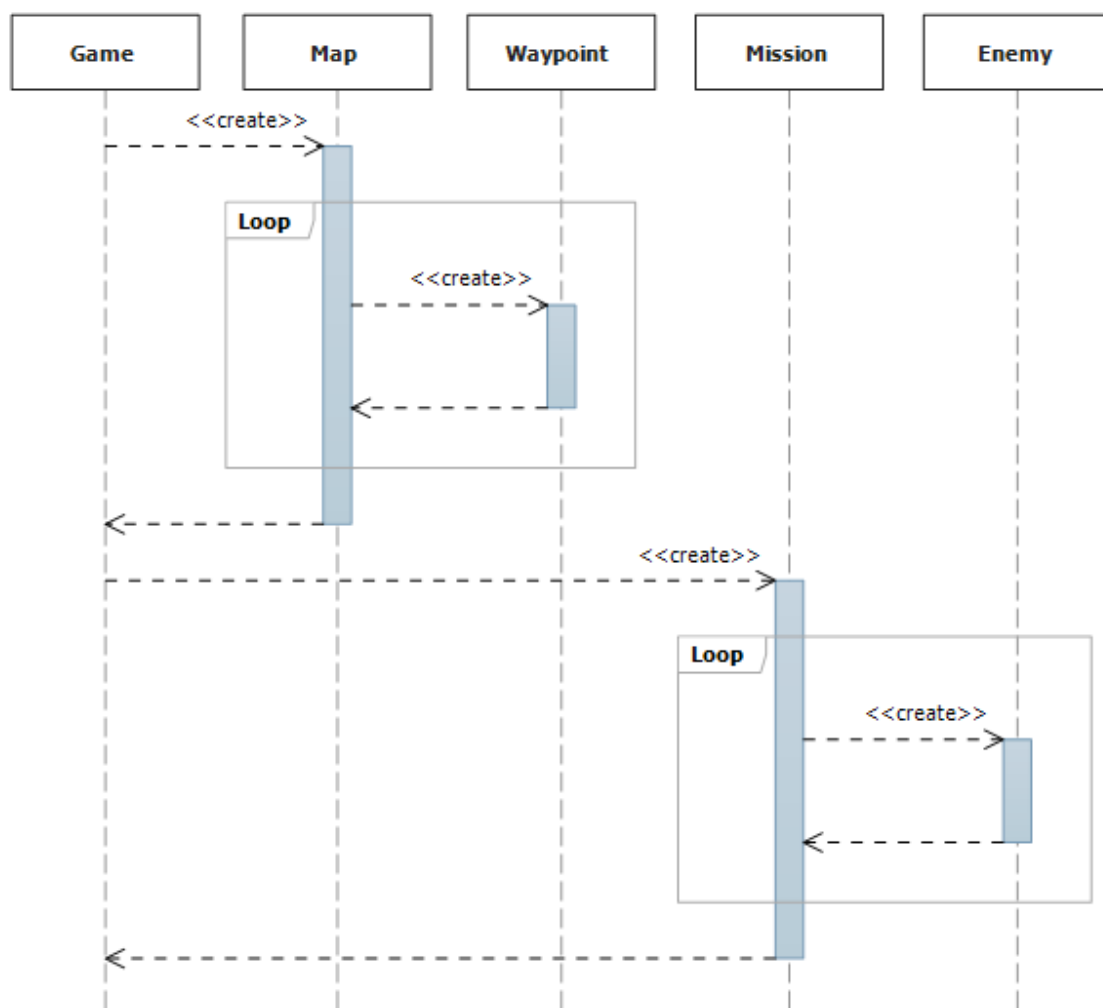 Game
Map
Waypoint
Mission
Enemy
<<create>>
Loop
<<create>>
<<create>>
Loop
<<create>>